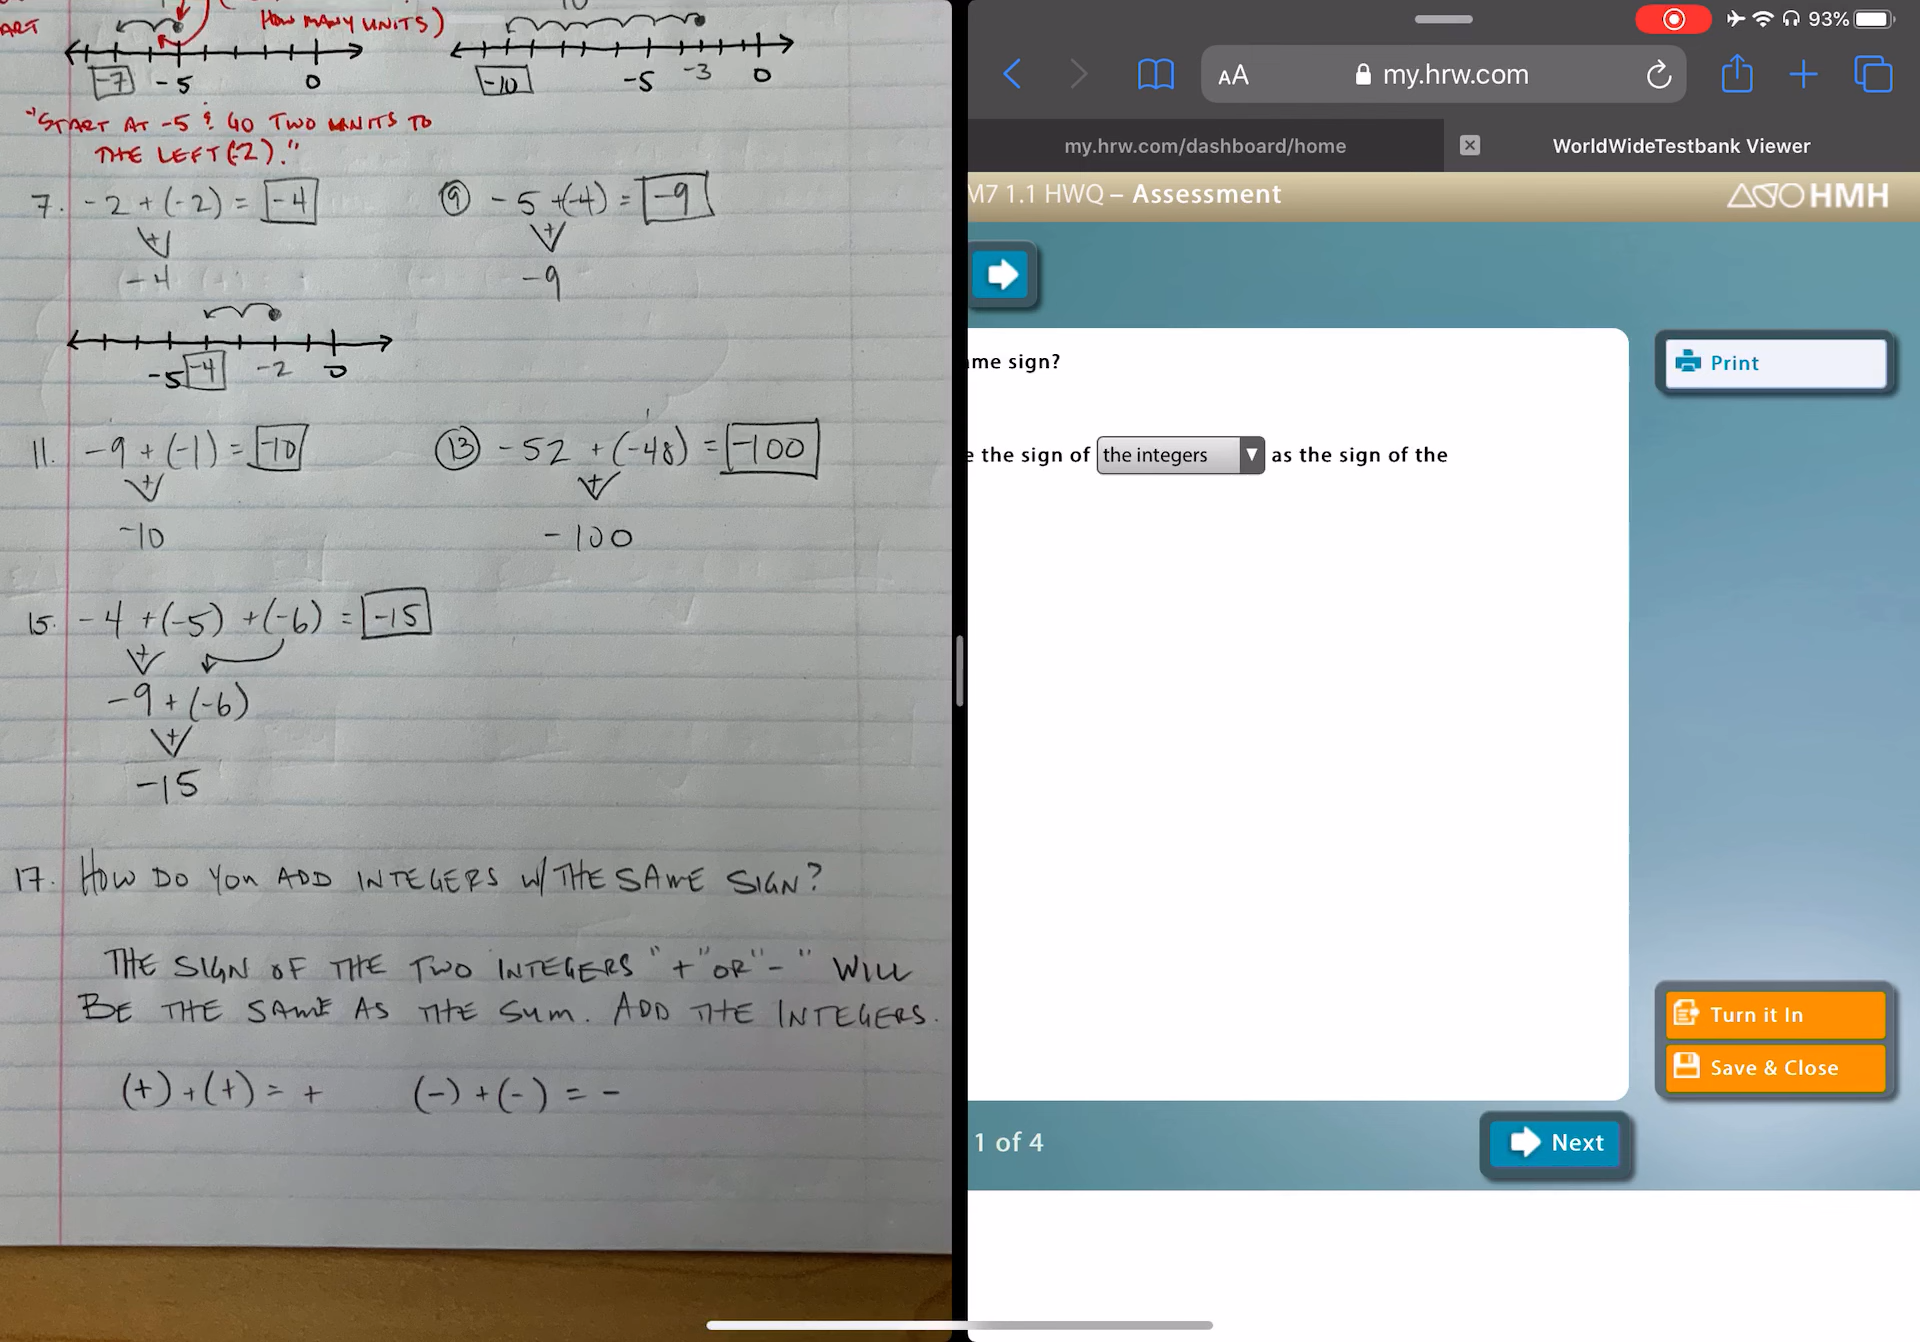 ART
HOW MANY UNITS)
10
-7 -5 0
-10 -5 -3 0
"START AT -5 & GO TWO UNITS TO
THE LEFT (-2)."
7. -2 + (-2) = -4
+
-4
⑨ -5 + (-4) = -9
+
-9
-5 -4 -2 0
11. -9 + (-1) = -10
+
-10
⑬ -52 + (-48) = -100
+
-100
15. -4 + (-5) + (-6) = -15
+
-9 + (-6)
+
-15
17. HOW DO YOU ADD INTEGERS W/ THE SAME SIGN?
THE SIGN OF THE TWO INTEGERS "+" OR "-" WILL
BE THE SAME AS THE SUM. ADD THE INTEGERS.
(+) + (+) = + (-) + (-) = -
93%
AA my.hrw.com
my.hrw.com/dashboard/home WorldWideTestbank Viewer
M7 1.1 HWQ – Assessment HMH
me sign?
Print
e the sign of the integers ▼ as the sign of the
Turn it In
Save & Close
1 of 4 Next